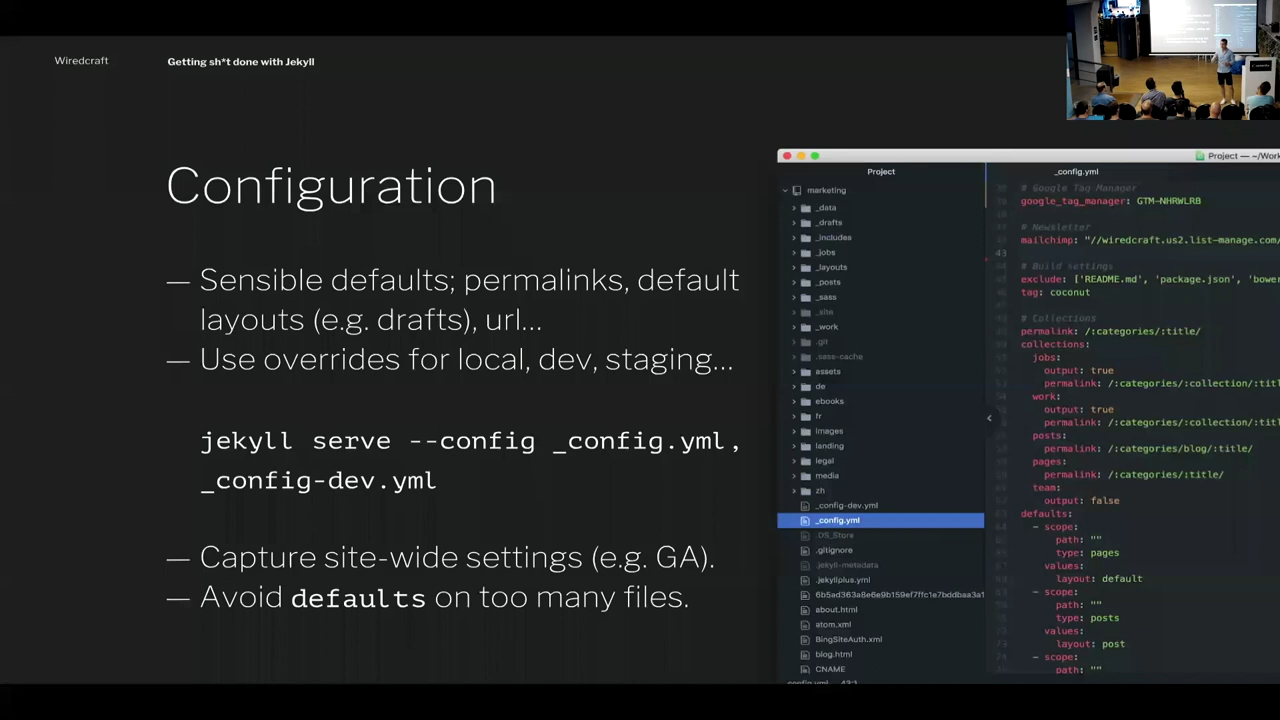 Wiredcraft
Getting sh*t done with Jekyll
Configuration
— Sensible defaults; permalinks, default
layouts (e.g. drafts), url...
— Use overrides for local, dev, staging...
jekyll serve --config _config.yml,
_config-dev.yml
— Capture site-wide settings (e.g. GA).
— Avoid defaults on too many files.
Project — ~/Work
Project
marketing
_data
_drafts
_includes
_jobs
_layouts
_posts
_sass
_site
_work
.git
.sass-cache
assets
de
ebooks
fr
Images
landing
legal
media
zh
_config-dev.yml
_config.yml
.DS_Store
.gitignore
.jekyll-metadata
.jekyllplus.yml
6b5ad363a8e6e9b159ef7ffc1e7bddbaa3a1
about.html
atom.xml
BingSiteAuth.xml
blog.html
CNAME
_config.yml
# Google Tag Manager
google_tag_manager: GTM-NHRWLRB
# Newsletter
mailchimp: "//wiredcraft.us2.list-manage.com/
43
# Build settings
exclude: ['README.md', 'package.json', 'bower
tag: coconut
# Collections
permalink: /:categories/:title/
collections:
jobs:
output: true
permalink: /:categories/:collection/:titl
work:
output: true
permalink: /:categories/:collection/:titl
posts:
permalink: /:categories/blog/:title/
pages:
permalink: /:categories/:title/
team:
output: false
defaults:
- scope:
path: ""
type: pages
values:
layout: default
- scope:
path: ""
type: posts
values:
layout: post
- scope:
path: ""